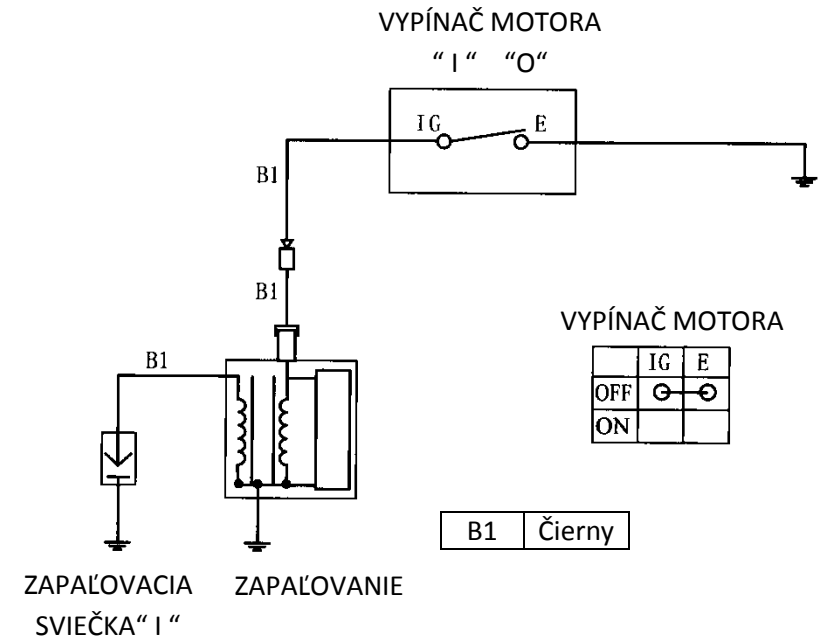 VYPÍNAČ MOTORA
“ I “ “O“
IG E
B1
B1
B1
VYPÍNAČ MOTORA
IG E
OFF
ON
B1 Čierny
ZAPAĽOVACIA
SVIEČKA“ I “
ZAPAĽOVANIE